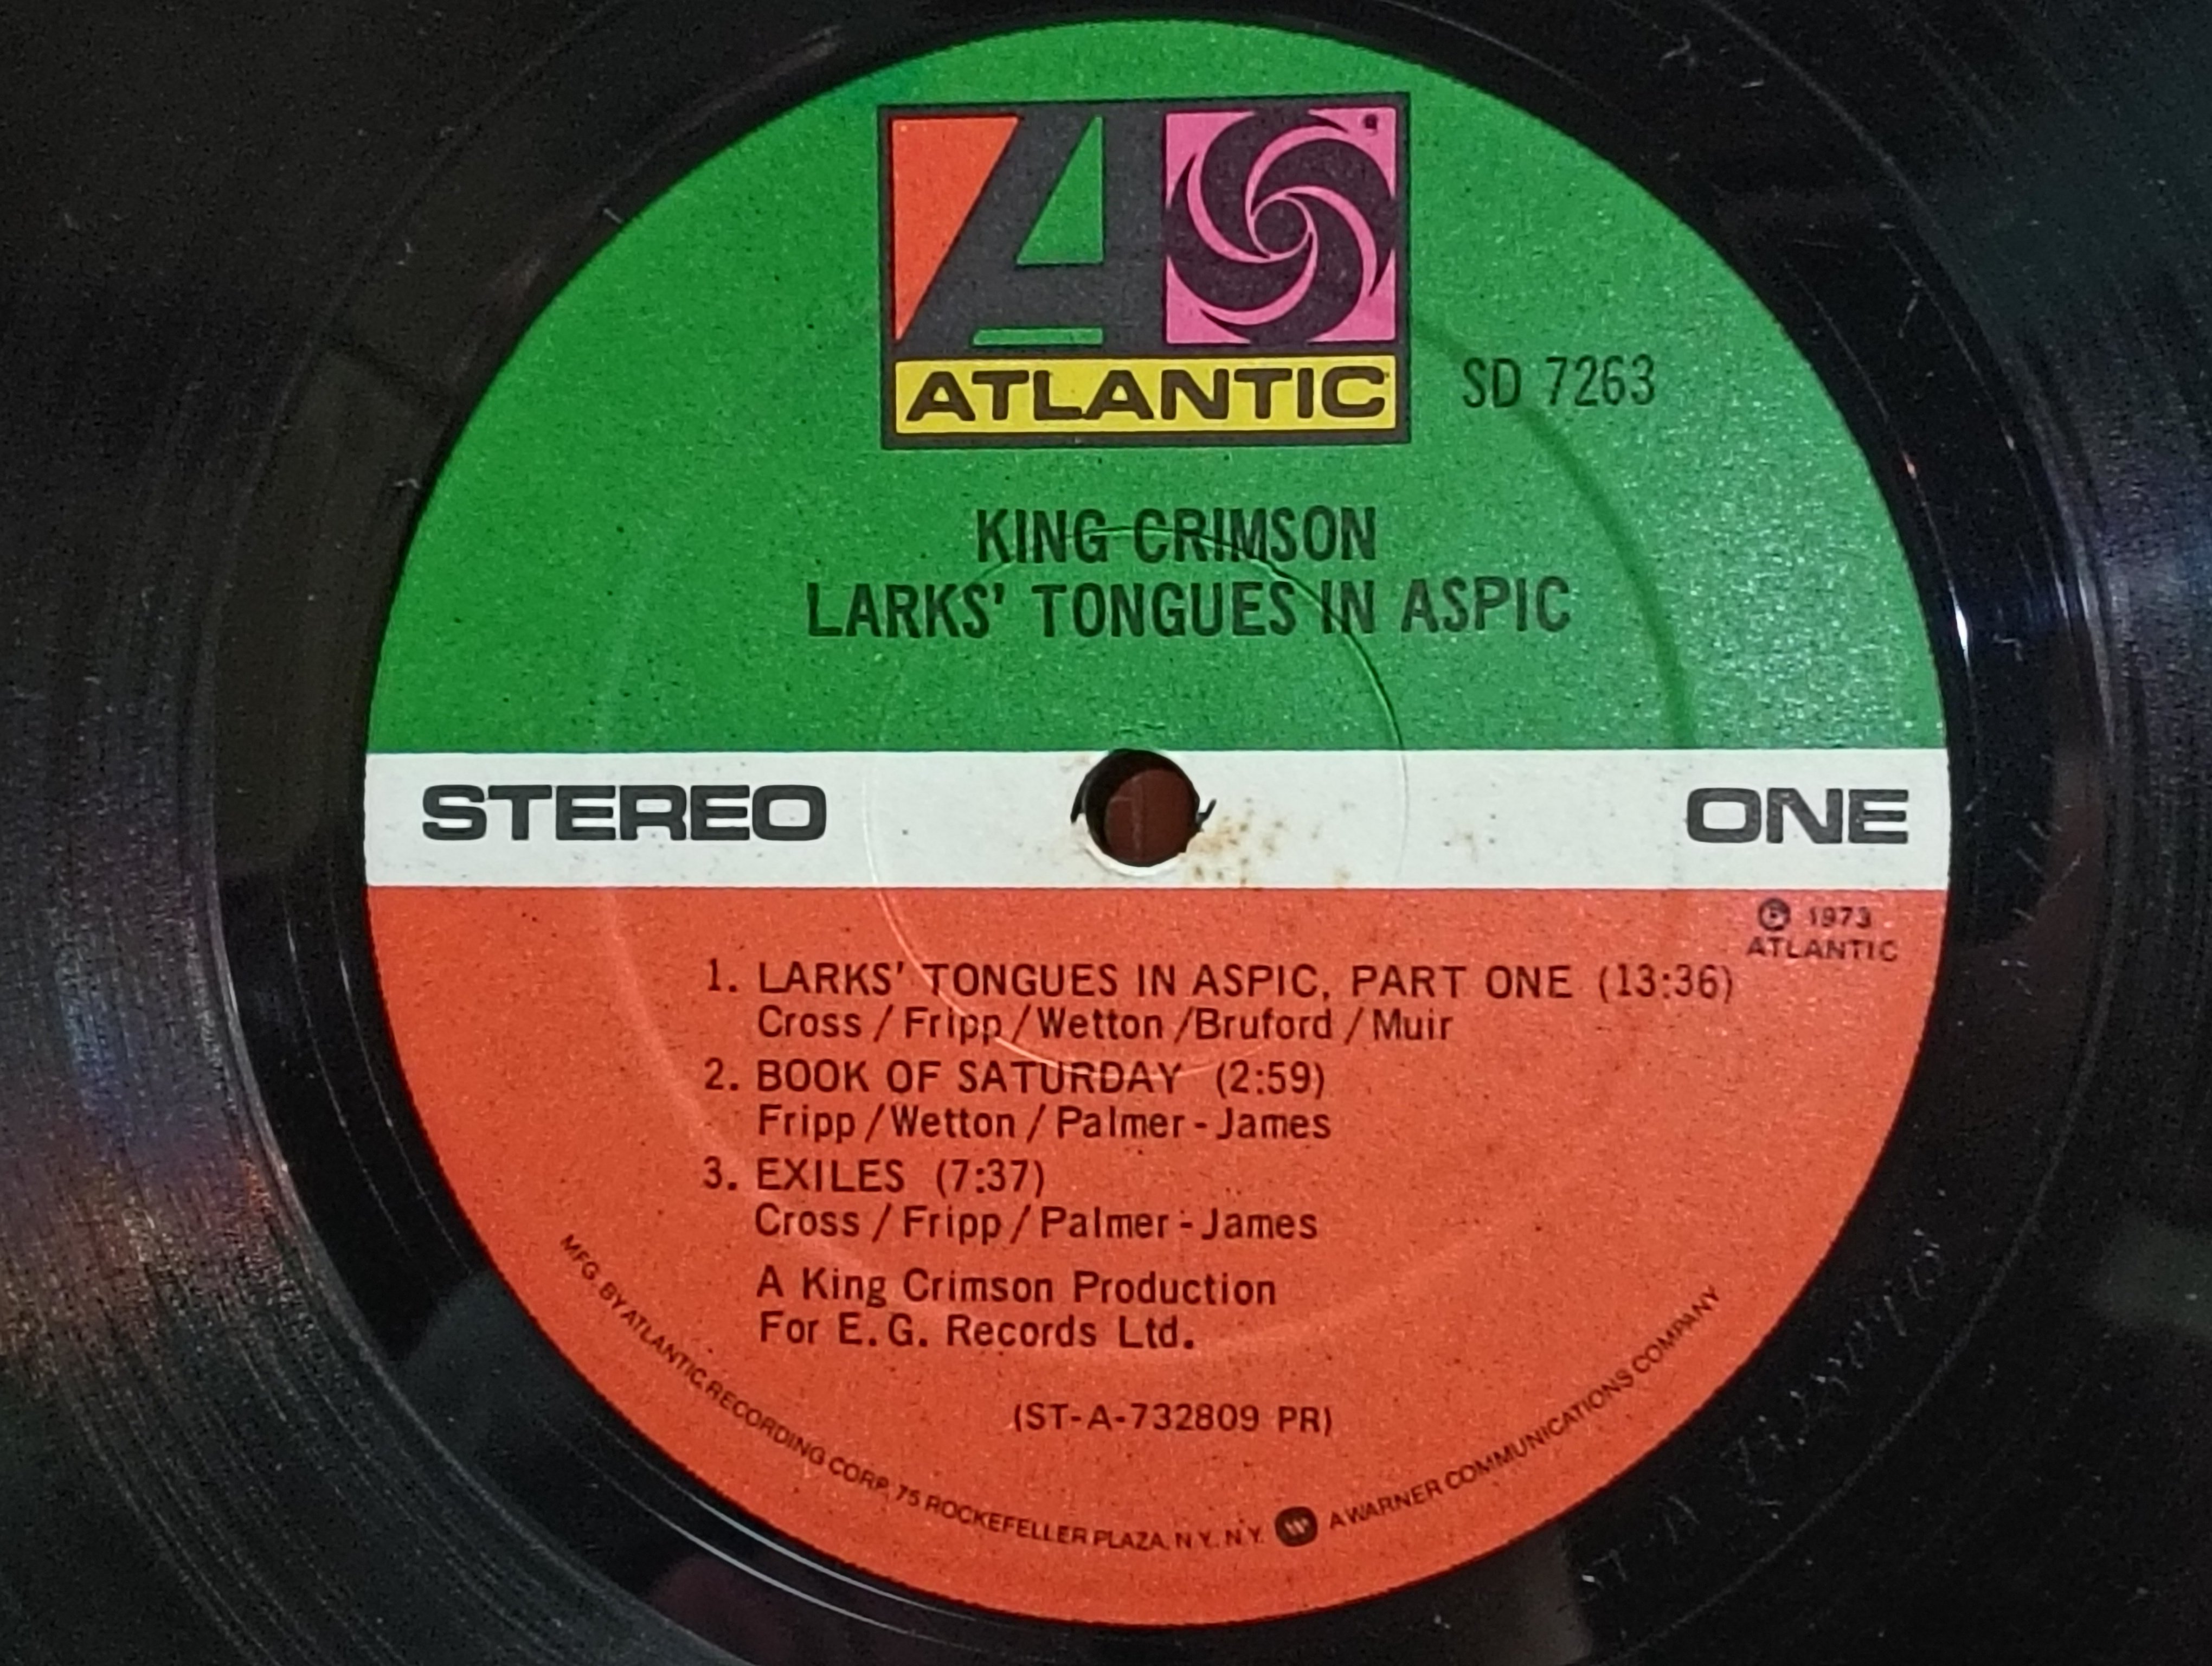 ATLANTIC
SD 7263
KING CRIMSON
LARKS' TONGUES IN ASPIC
STEREO
ONE
Ⓟ 1973
ATLANTIC
1. LARKS' TONGUES IN ASPIC, PART ONE (13:36)
Cross / Fripp / Wetton / Bruford / Muir
2. BOOK OF SATURDAY (2:59)
Fripp / Wetton / Palmer - James
3. EXILES (7:37)
Cross / Fripp / Palmer - James
A King Crimson Production
For E.G. Records Ltd.
(ST-A-732809 PR)
MFG. BY ATLANTIC RECORDING CORP. 75 ROCKEFELLER PLAZA, N.Y. N.Y. A WARNER COMMUNICATIONS COMPANY